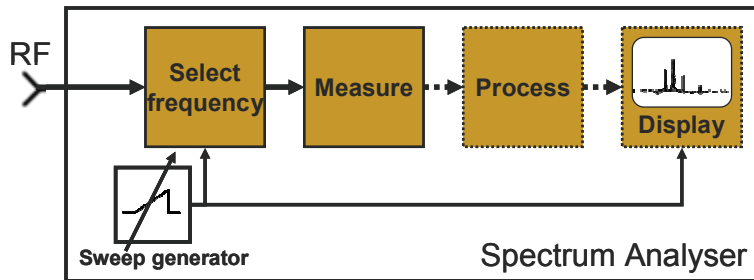 RF
Select
frequency
Measure
Process
Display
Sweep generator
Spectrum Analyser